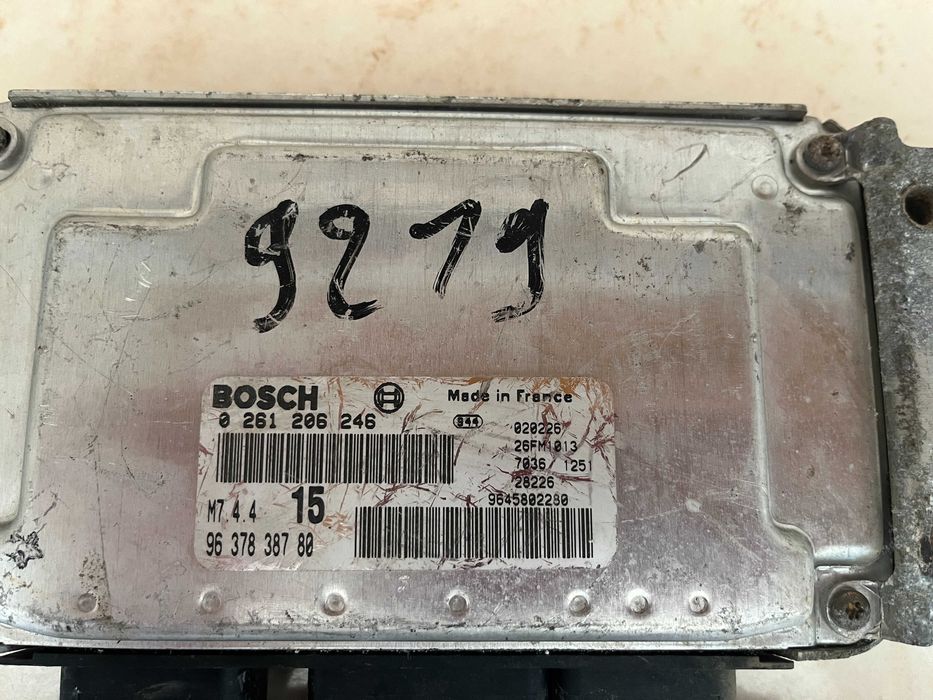 9219
BOSCH
Made in France
0 261 206 246
944
020226
26FM1013
7036 / 1251
28226
9645802280
M7.4.4 15
96 378 387 80